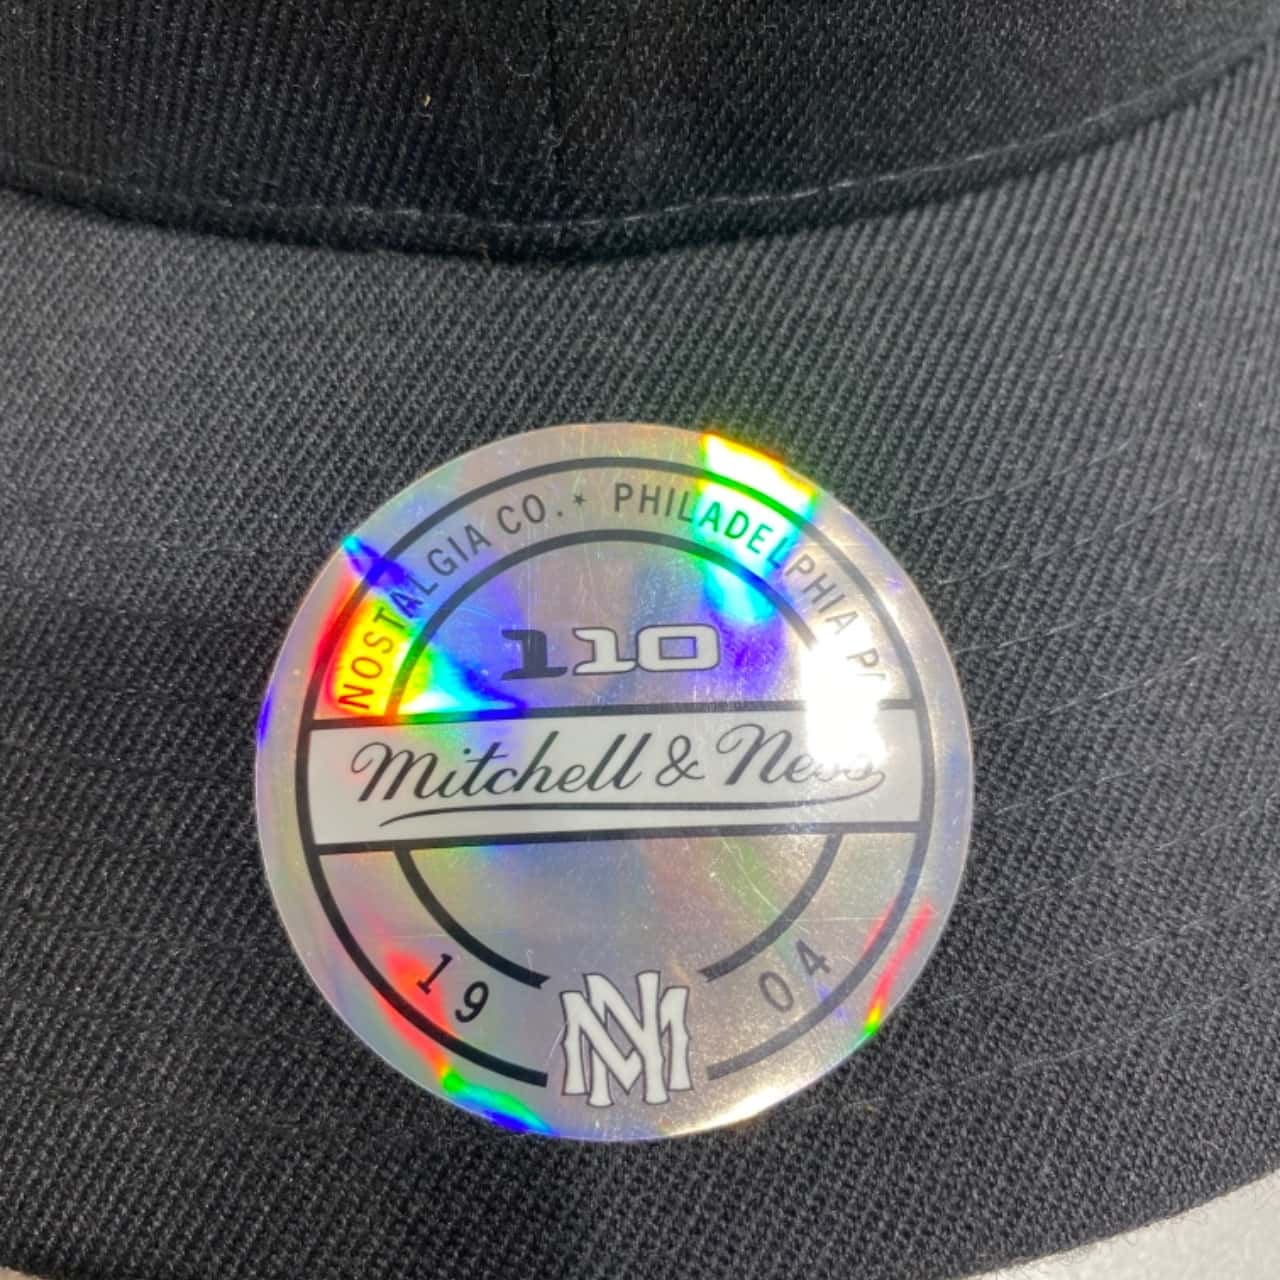 NOSTALGIA CO. ★ PHILADELPHIA
110
Mitchell & Ness
19 04
MN